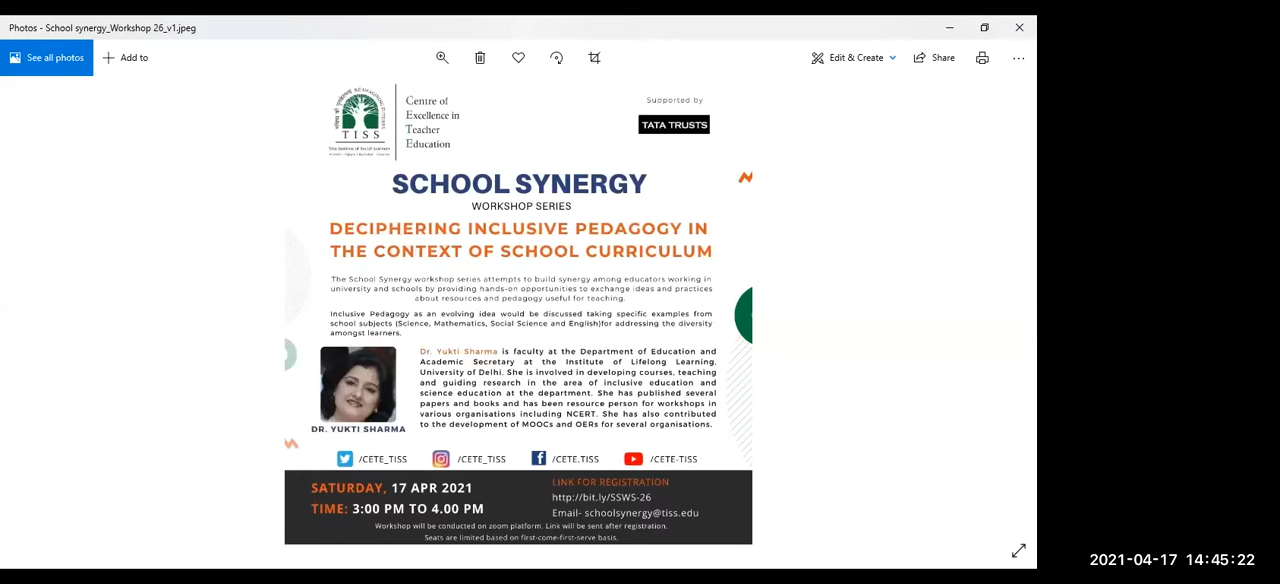 Photos - School synergy_Workshop 26_v1.jpeg
See all photos
Add to
Edit & Create
Share
TISS
Tata Institute of Social Sciences
Centre of
Excellence in
Teacher
Education
Supported by
TATA TRUSTS
SCHOOL SYNERGY
WORKSHOP SERIES
DECIPHERING INCLUSIVE PEDAGOGY IN
THE CONTEXT OF SCHOOL CURRICULUM
The School Synergy workshop series attempts to build synergy among educators working in
university and schools by providing hands-on opportunities to exchange ideas and practices
about resources and pedagogy useful for teaching.
Inclusive Pedagogy as an evolving idea would be discussed taking specific examples from
school subjects (Science, Mathematics, Social Science and English)for addressing the diversity
amongst learners.
Dr. Yukti Sharma is faculty at the Department of Education and
Academic Secretary at the Institute of Lifelong Learning,
University of Delhi. She is involved in developing courses, teaching
and guiding research in the area of inclusive education and
science education at the department. She has published several
papers and books and has been resource person for workshops in
various organisations including NCERT. She has also contributed
to the development of MOOCs and OERs for several organisations.
DR. YUKTI SHARMA
/CETE_TISS
/CETE_TISS
/CETE.TISS
/CETE-TISS
SATURDAY, 17 APR 2021
TIME: 3:00 PM TO 4.00 PM
LINK FOR REGISTRATION
http://bit.ly/SSWS-26
Email- schoolsynergy@tiss.edu
Workshop will be conducted on zoom platform. Link will be sent after registration.
Seats are limited based on first-come-first-serve basis.
2021-04-17 14:45:22